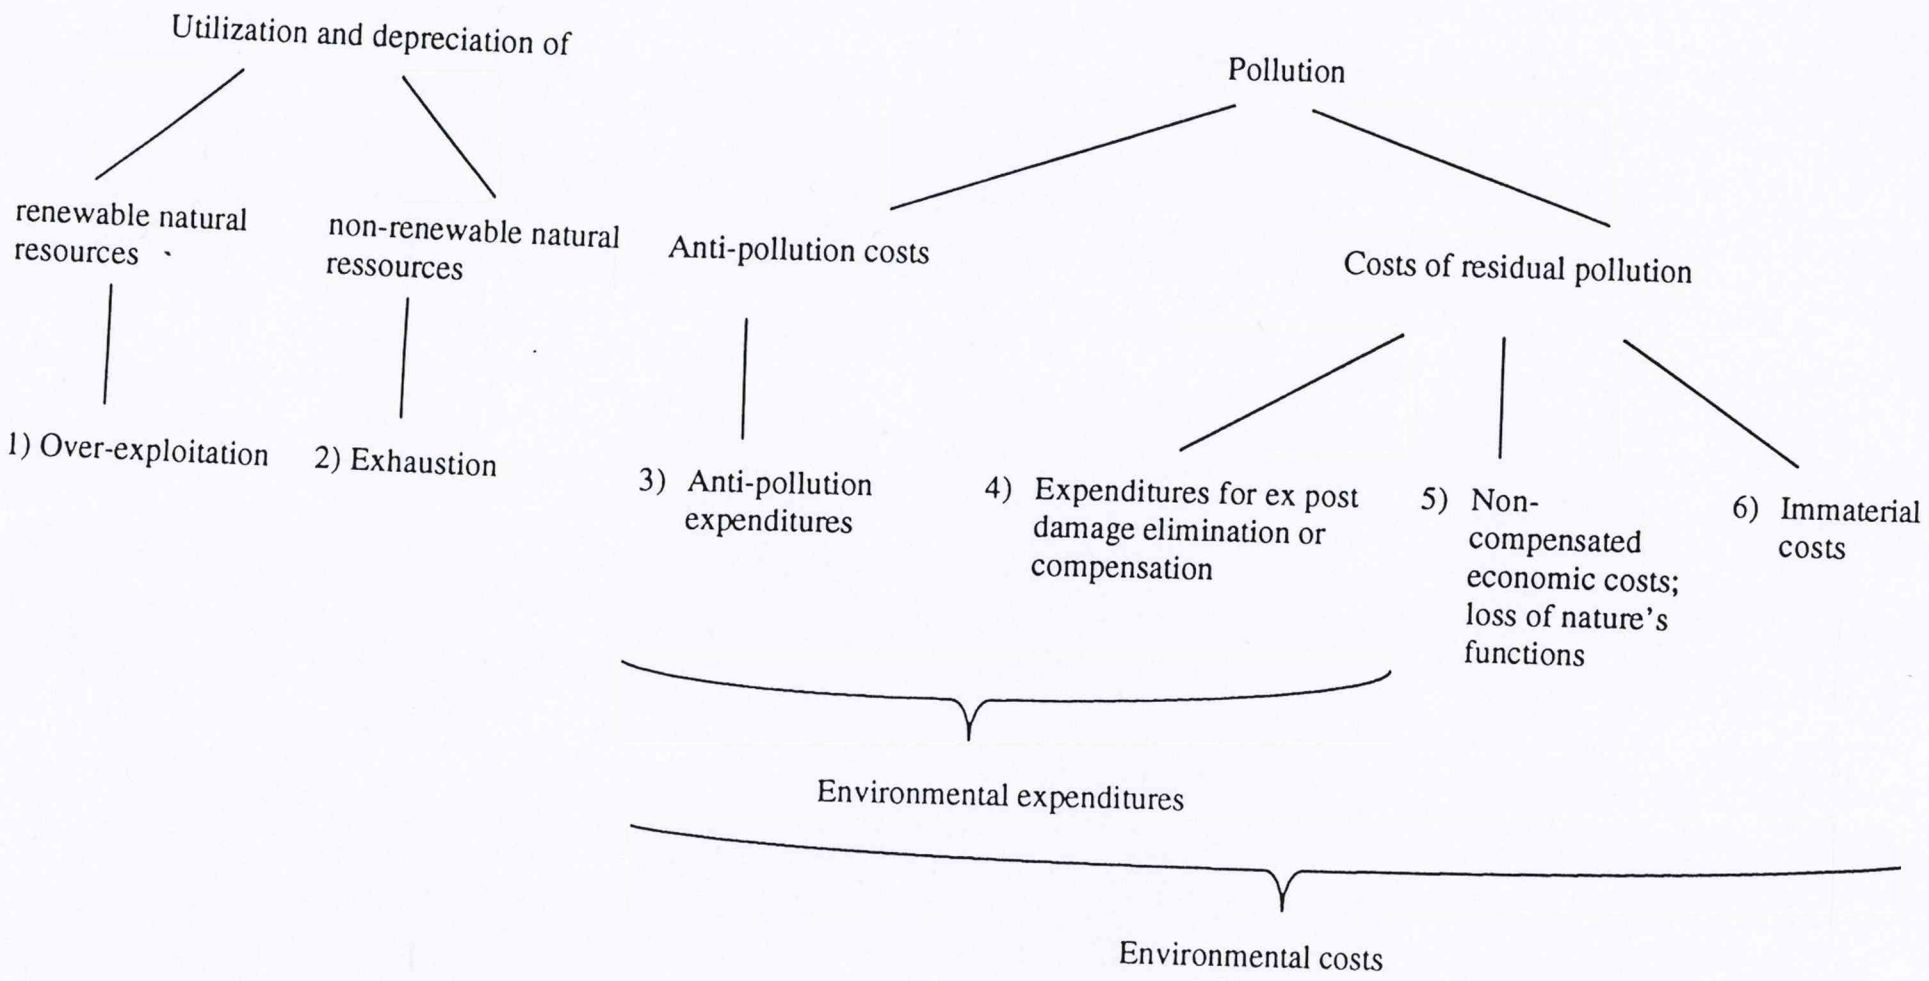 Utilization and depreciation of
Pollution
renewable natural
resources
non-renewable natural
ressources
Anti-pollution costs
Costs of residual pollution
1) Over-exploitation
2) Exhaustion
3) Anti-pollution
expenditures
4) Expenditures for ex post
damage elimination or
compensation
5) Non-
compensated
economic costs;
loss of nature's
functions
6) Immaterial
costs
Environmental expenditures
Environmental costs